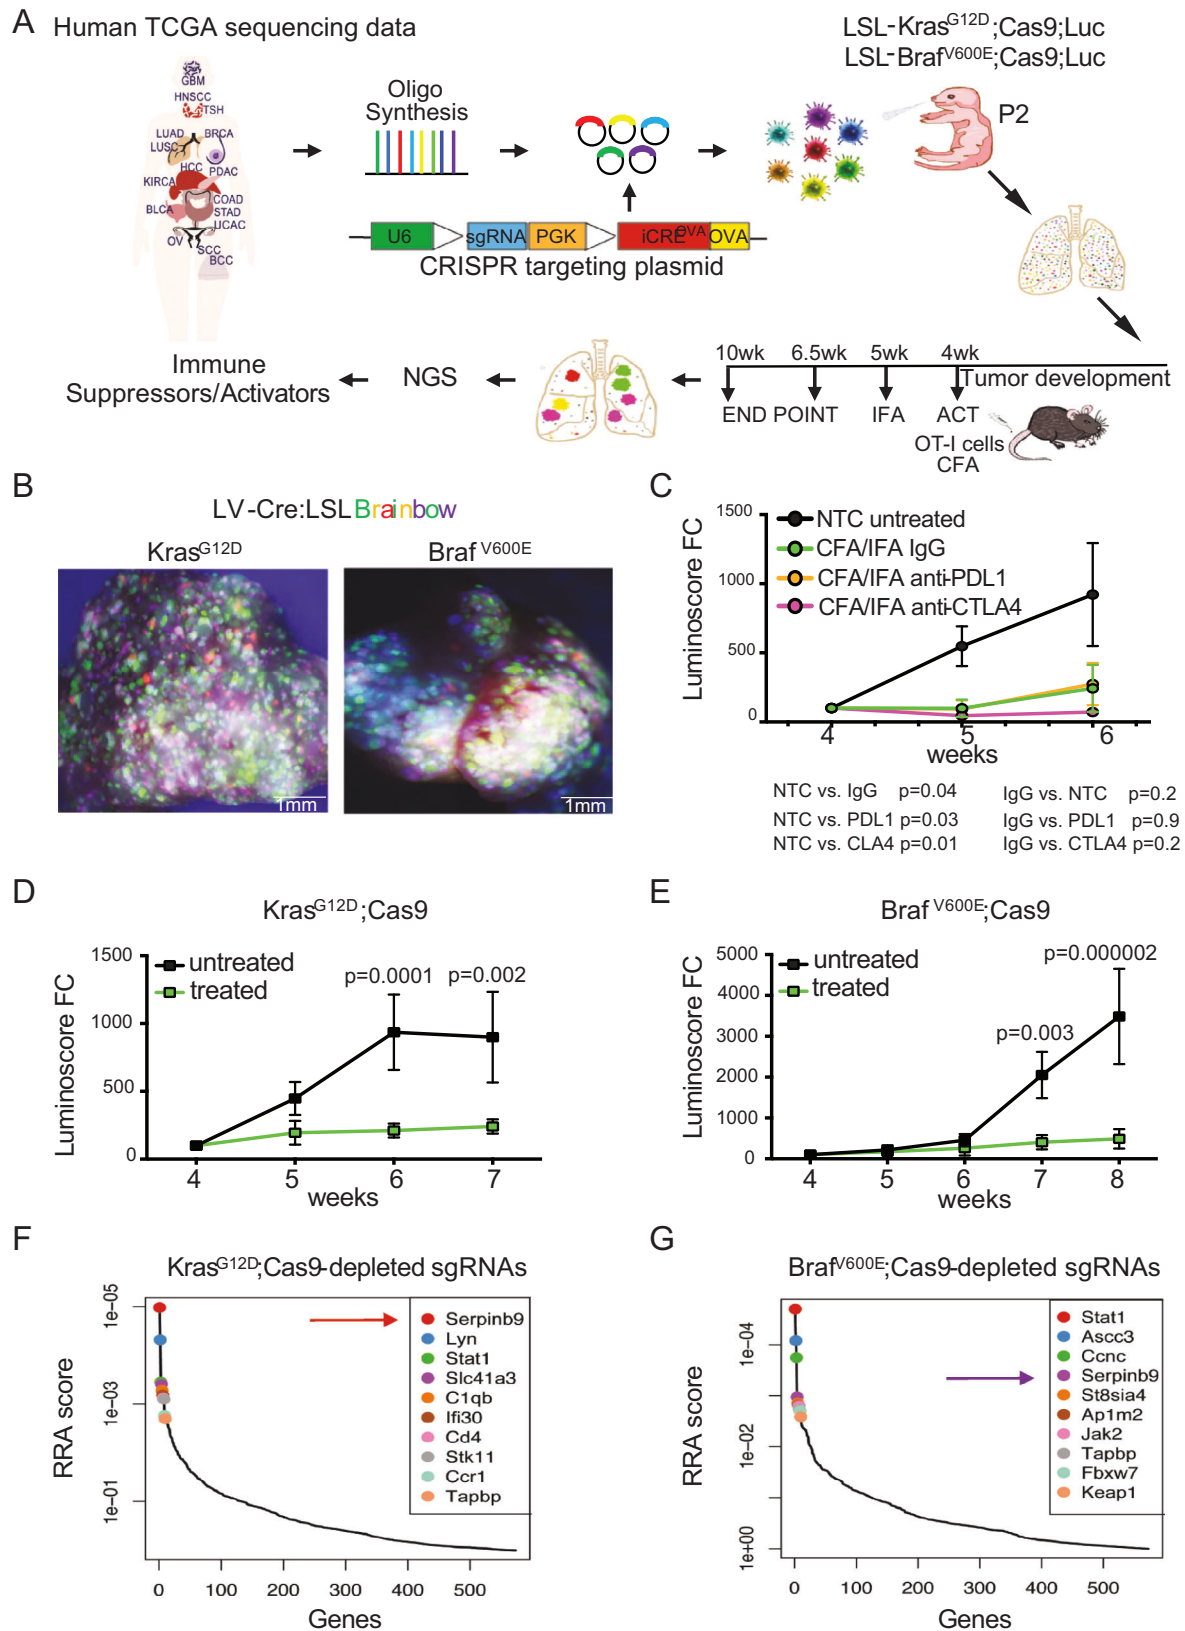 A Human TCGA sequencing data
LSL-KrasG12D;Cas9;Luc
LSL-BrafV600E;Cas9;Luc
GBM
HNSCC
TSH
LUAD BRCA
LUSC
HCC PDAC
KIRCA
COAD
BLCA STAD
UCAC
OV
SCC
BCC
Oligo
Synthesis
P2
U6 sgRNA PGK iCREOVA OVA
CRISPR targeting plasmid
Immune
Suppressors/Activators
NGS
10wk 6.5wk 5wk 4wk
Tumor development
END POINT IFA ACT
OT-I cells
CFA
B
LV-Cre:LSL Brainbow
KrasG12D Braf V600E
1mm 1mm
C
Luminoscore FC
1500
1000
500
0
NTC untreated
CFA/IFA IgG
CFA/IFA anti-PDL1
CFA/IFA anti-CTLA4
4 5 6
weeks
NTC vs. IgG p=0.04 IgG vs. NTC p=0.2
NTC vs. PDL1 p=0.03 IgG vs. PDL1 p=0.9
NTC vs. CLA4 p=0.01 IgG vs. CTLA4 p=0.2
D
KrasG12D;Cas9
Luminoscore FC
1500
1000
500
0
untreated
treated
p=0.0001 p=0.002
4 5 6 7
weeks
E
Braf V600E;Cas9
Luminoscore FC
5000
4000
3000
2000
1000
0
untreated
treated
p=0.000002
p=0.003
4 5 6 7 8
weeks
F
KrasG12D;Cas9-depleted sgRNAs
RRA score
1e-05
1e-03
1e-01
Serpinb9
Lyn
Stat1
Slc41a3
C1qb
Ifi30
Cd4
Stk11
Ccr1
Tapbp
0 100 200 300 400 500
Genes
G
BrafV600E;Cas9-depleted sgRNAs
RRA score
1e-04
1e-02
1e+00
Stat1
Ascc3
Ccnc
Serpinb9
St8sia4
Ap1m2
Jak2
Tapbp
Fbxw7
Keap1
0 100 200 300 400 500
Genes